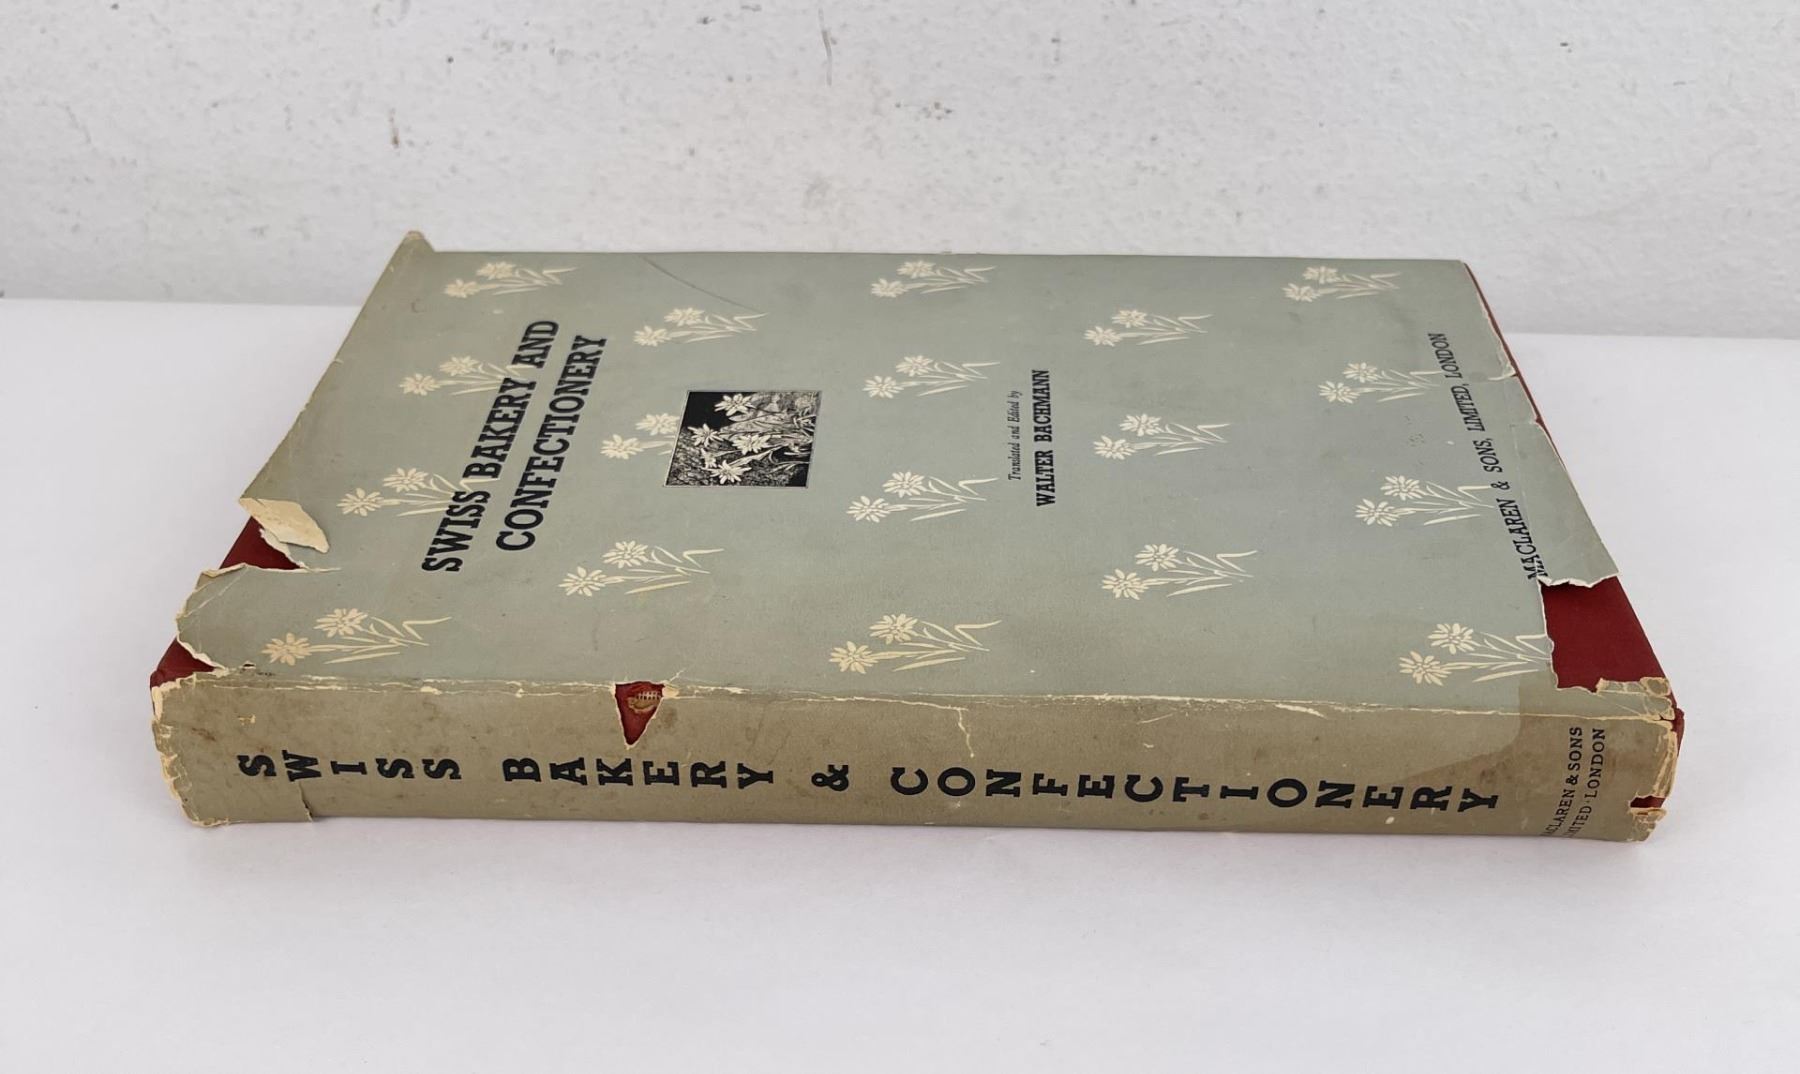 SWISS BAKERY AND
CONFECTIONERY
Translated and Edited by
WALTER BACHMANN
MACLAREN & SONS, LIMITED, LONDON
SWISS BAKERY & CONFECTIONERY
MACLAREN & SONS
LIMITED · LONDON